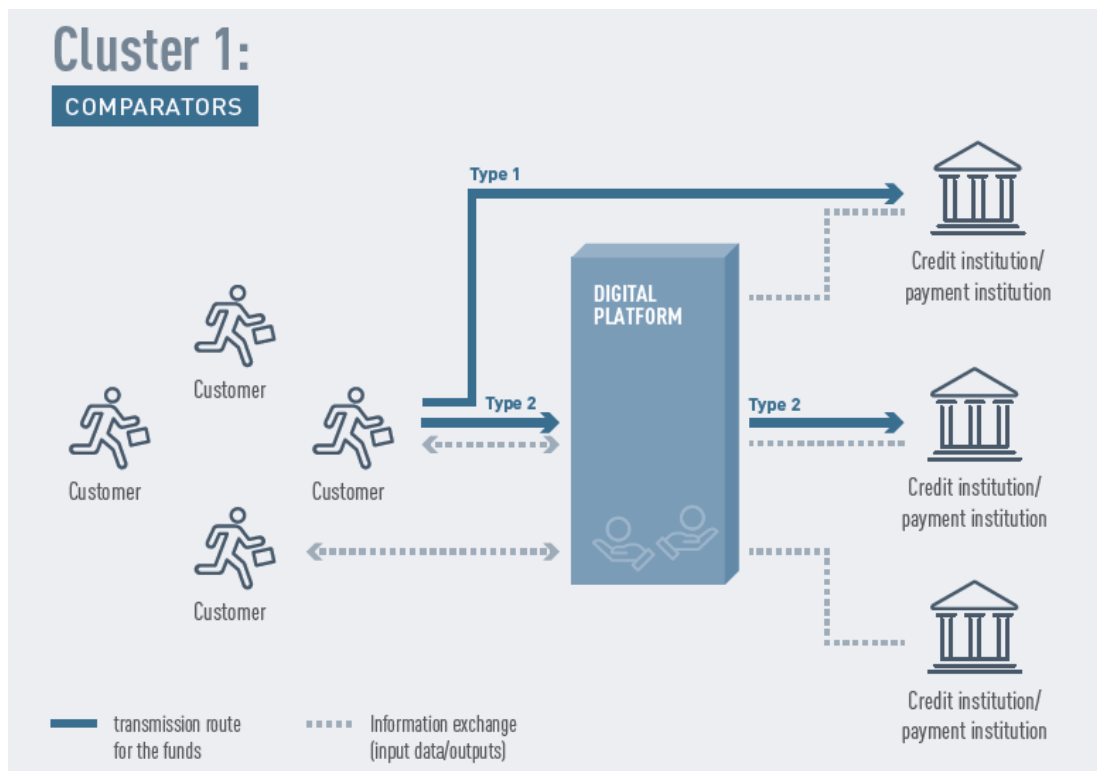 Cluster 1:
COMPARATORS
Type 1
Credit institution/
payment institution
DIGITAL
PLATFORM
Customer
Type 2
Type 2
Customer
Customer
Credit institution/
payment institution
Customer
Credit institution/
payment institution
transmission route
for the funds
Information exchange
(input data/outputs)